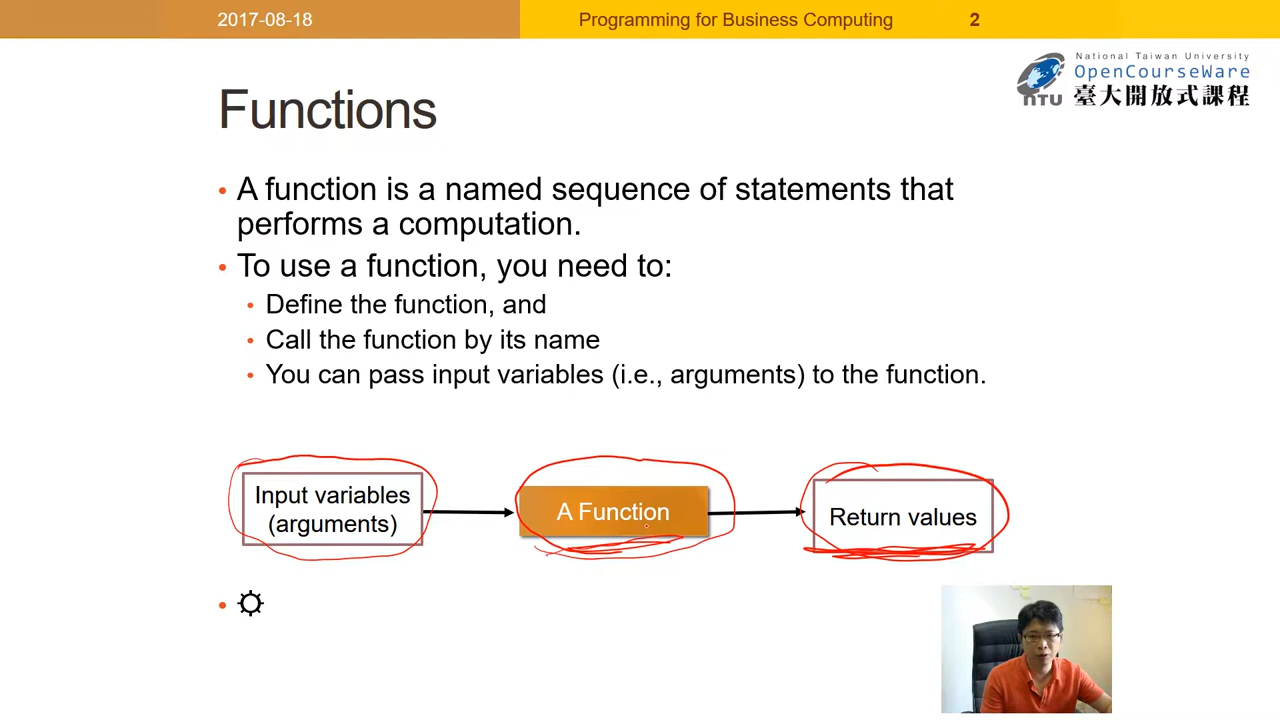 2017-08-18
Programming for Business Computing
2
National Taiwan University
OpenCourseWare
NTU 臺大開放式課程
Functions
• A function is a named sequence of statements that
performs a computation.
• To use a function, you need to:
• Define the function, and
• Call the function by its name
• You can pass input variables (i.e., arguments) to the function.
Input variables
(arguments)
A Function
Return values